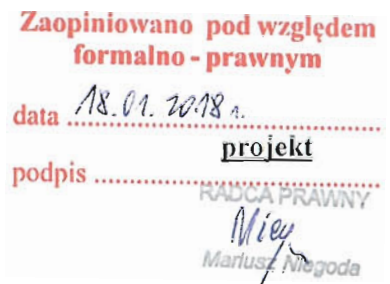 Zaopiniowano pod względem
formalno - prawnym
data 18.01.2018 r.
projekt
podpis
RADCA PRAWNY
Mariusz Niegoda